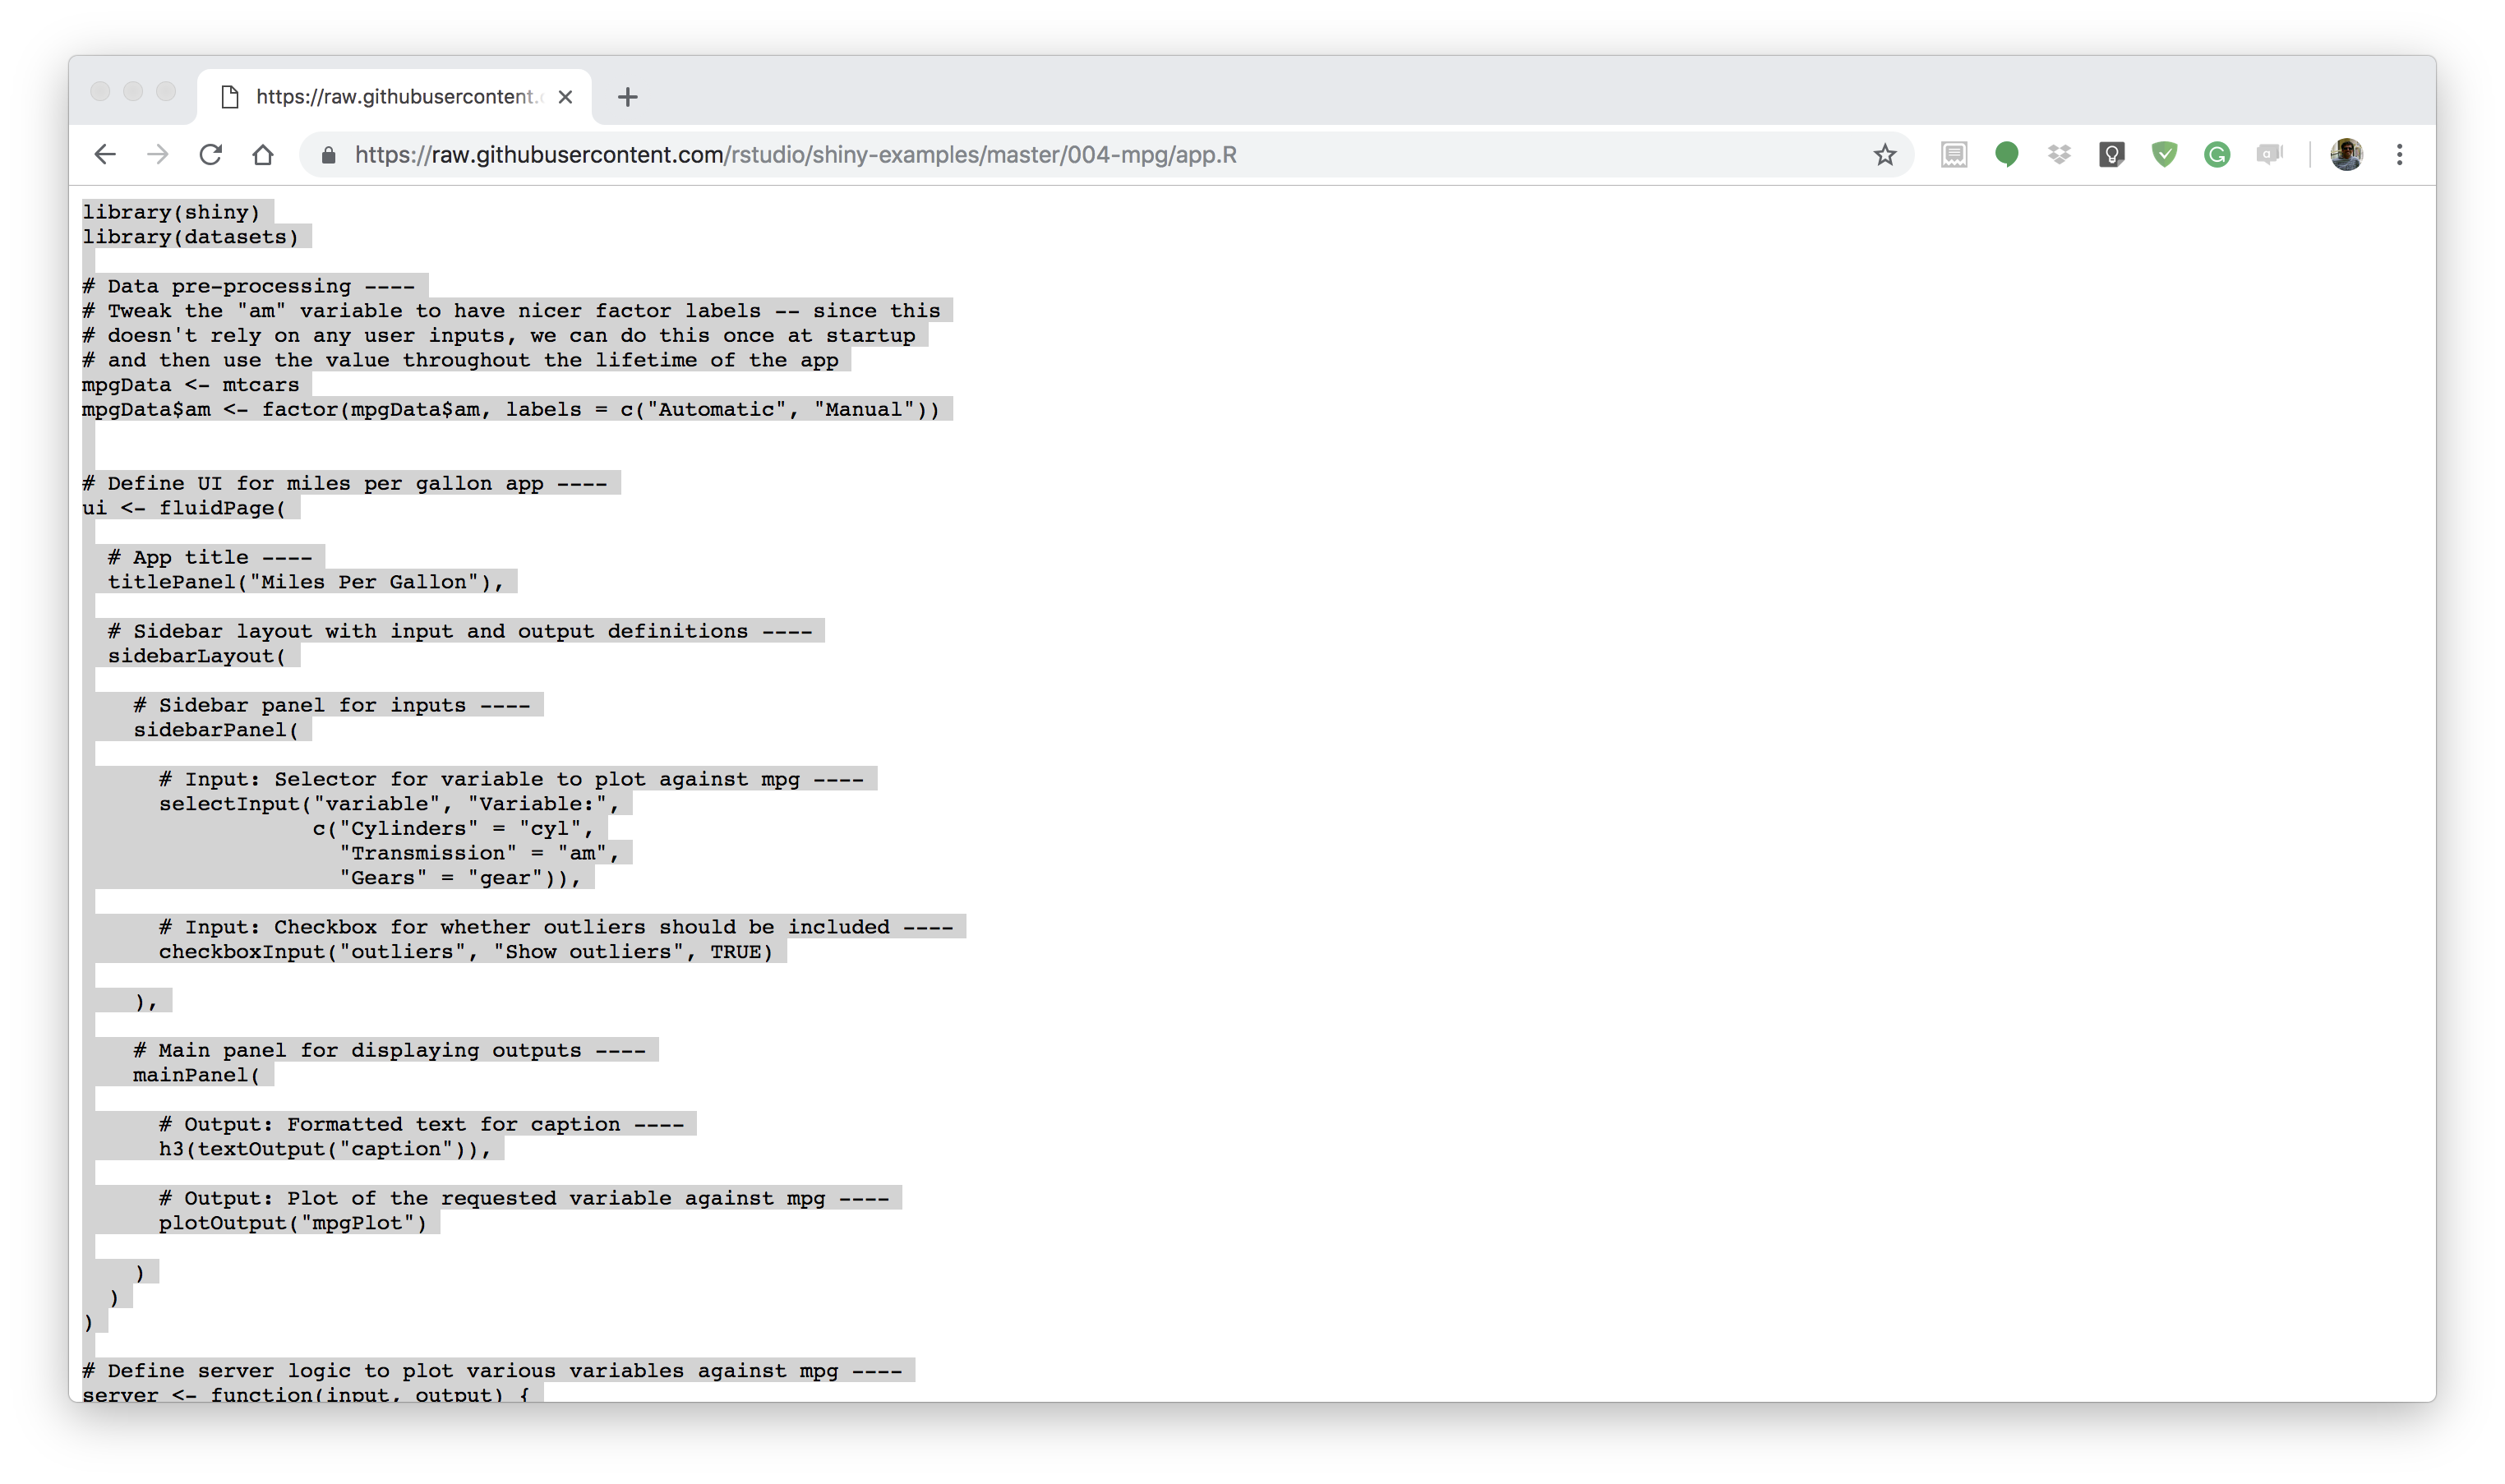 https://raw.githubusercontent.
https://raw.githubusercontent.com/rstudio/shiny-examples/master/004-mpg/app.R
library(shiny)
library(datasets)
# Data pre-processing ----
# Tweak the "am" variable to have nicer factor labels -- since this
# doesn't rely on any user inputs, we can do this once at startup
# and then use the value throughout the lifetime of the app
mpgData <- mtcars
mpgData$am <- factor(mpgData$am, labels = c("Automatic", "Manual"))
# Define UI for miles per gallon app ----
ui <- fluidPage(
  # App title ----
  titlePanel("Miles Per Gallon"),
  # Sidebar layout with input and output definitions ----
  sidebarLayout(
    # Sidebar panel for inputs ----
    sidebarPanel(
      # Input: Selector for variable to plot against mpg ----
      selectInput("variable", "Variable:",
                  c("Cylinders" = "cyl",
                    "Transmission" = "am",
                    "Gears" = "gear")),
      # Input: Checkbox for whether outliers should be included ----
      checkboxInput("outliers", "Show outliers", TRUE)
    ),
    # Main panel for displaying outputs ----
    mainPanel(
      # Output: Formatted text for caption ----
      h3(textOutput("caption")),
      # Output: Plot of the requested variable against mpg ----
      plotOutput("mpgPlot")
    )
  )
)
# Define server logic to plot various variables against mpg ----
server <- function(input, output) {